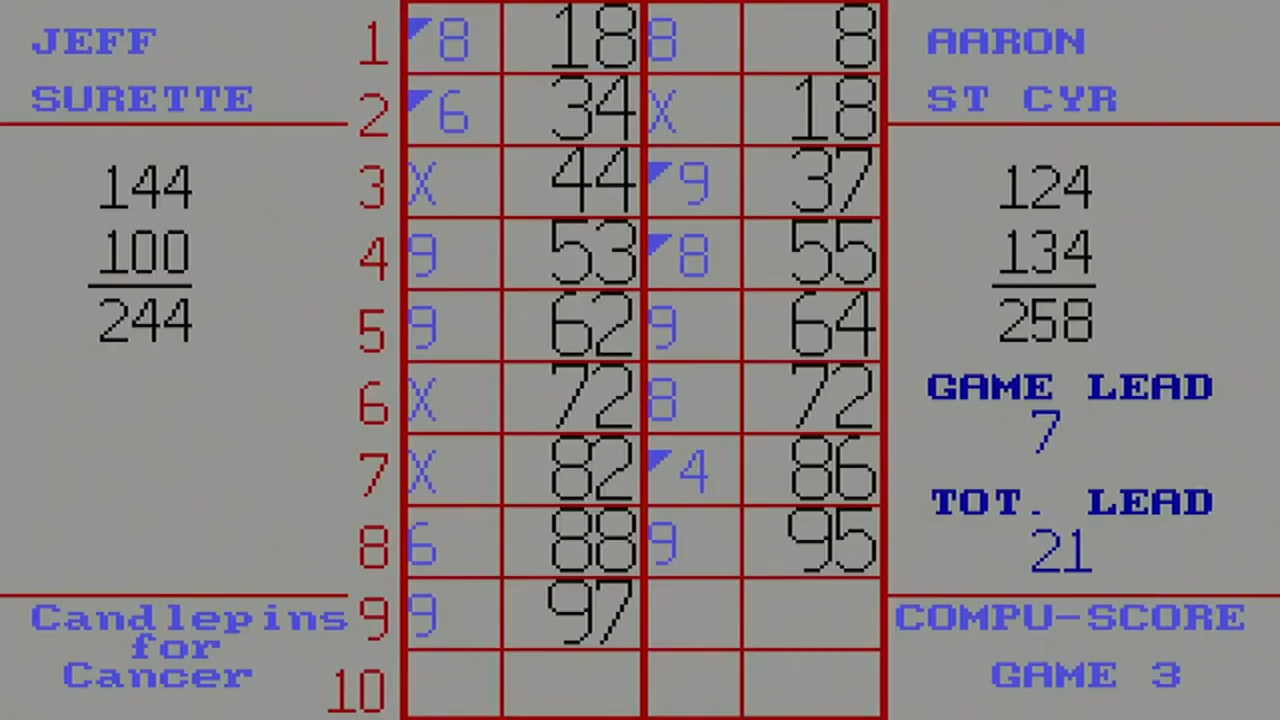 JEFF
SURETTE
144
100
244
Candlepins
for
Cancer
1 8 18 8 8
2 6 34 X 18
3 X 44 9 37
4 9 53 8 55
5 9 62 9 64
6 X 72 8 72
7 X 82 4 86
8 6 88 9 95
9 9 97
10
AARON
ST CYR
124
134
258
GAME LEAD
7
TOT. LEAD
21
COMPU-SCORE
GAME 3